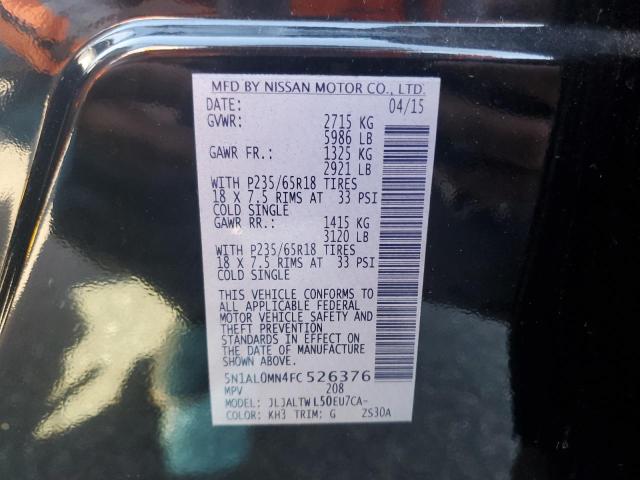 MFD BY NISSAN MOTOR CO., LTD.
DATE: 04/15
GVWR: 2715 KG
5986 LB
GAWR FR.: 1325 KG
2921 LB
WITH P235/65R18 TIRES
18 X 7.5 RIMS AT 33 PSI
COLD SINGLE
GAWR RR.: 1415 KG
3120 LB
WITH P235/65R18 TIRES
18 X 7.5 RIMS AT 33 PSI
COLD SINGLE
THIS VEHICLE CONFORMS TO
ALL APPLICABLE FEDERAL
MOTOR VEHICLE SAFETY AND
THEFT PREVENTION
STANDARDS IN EFFECT ON
THE DATE OF MANUFACTURE
SHOWN ABOVE.
5N1AL0MN4FC526376
MPV 208
MODEL: JLJALTWL50EU7CA-
COLOR: KH3 TRIM: G ZS30A